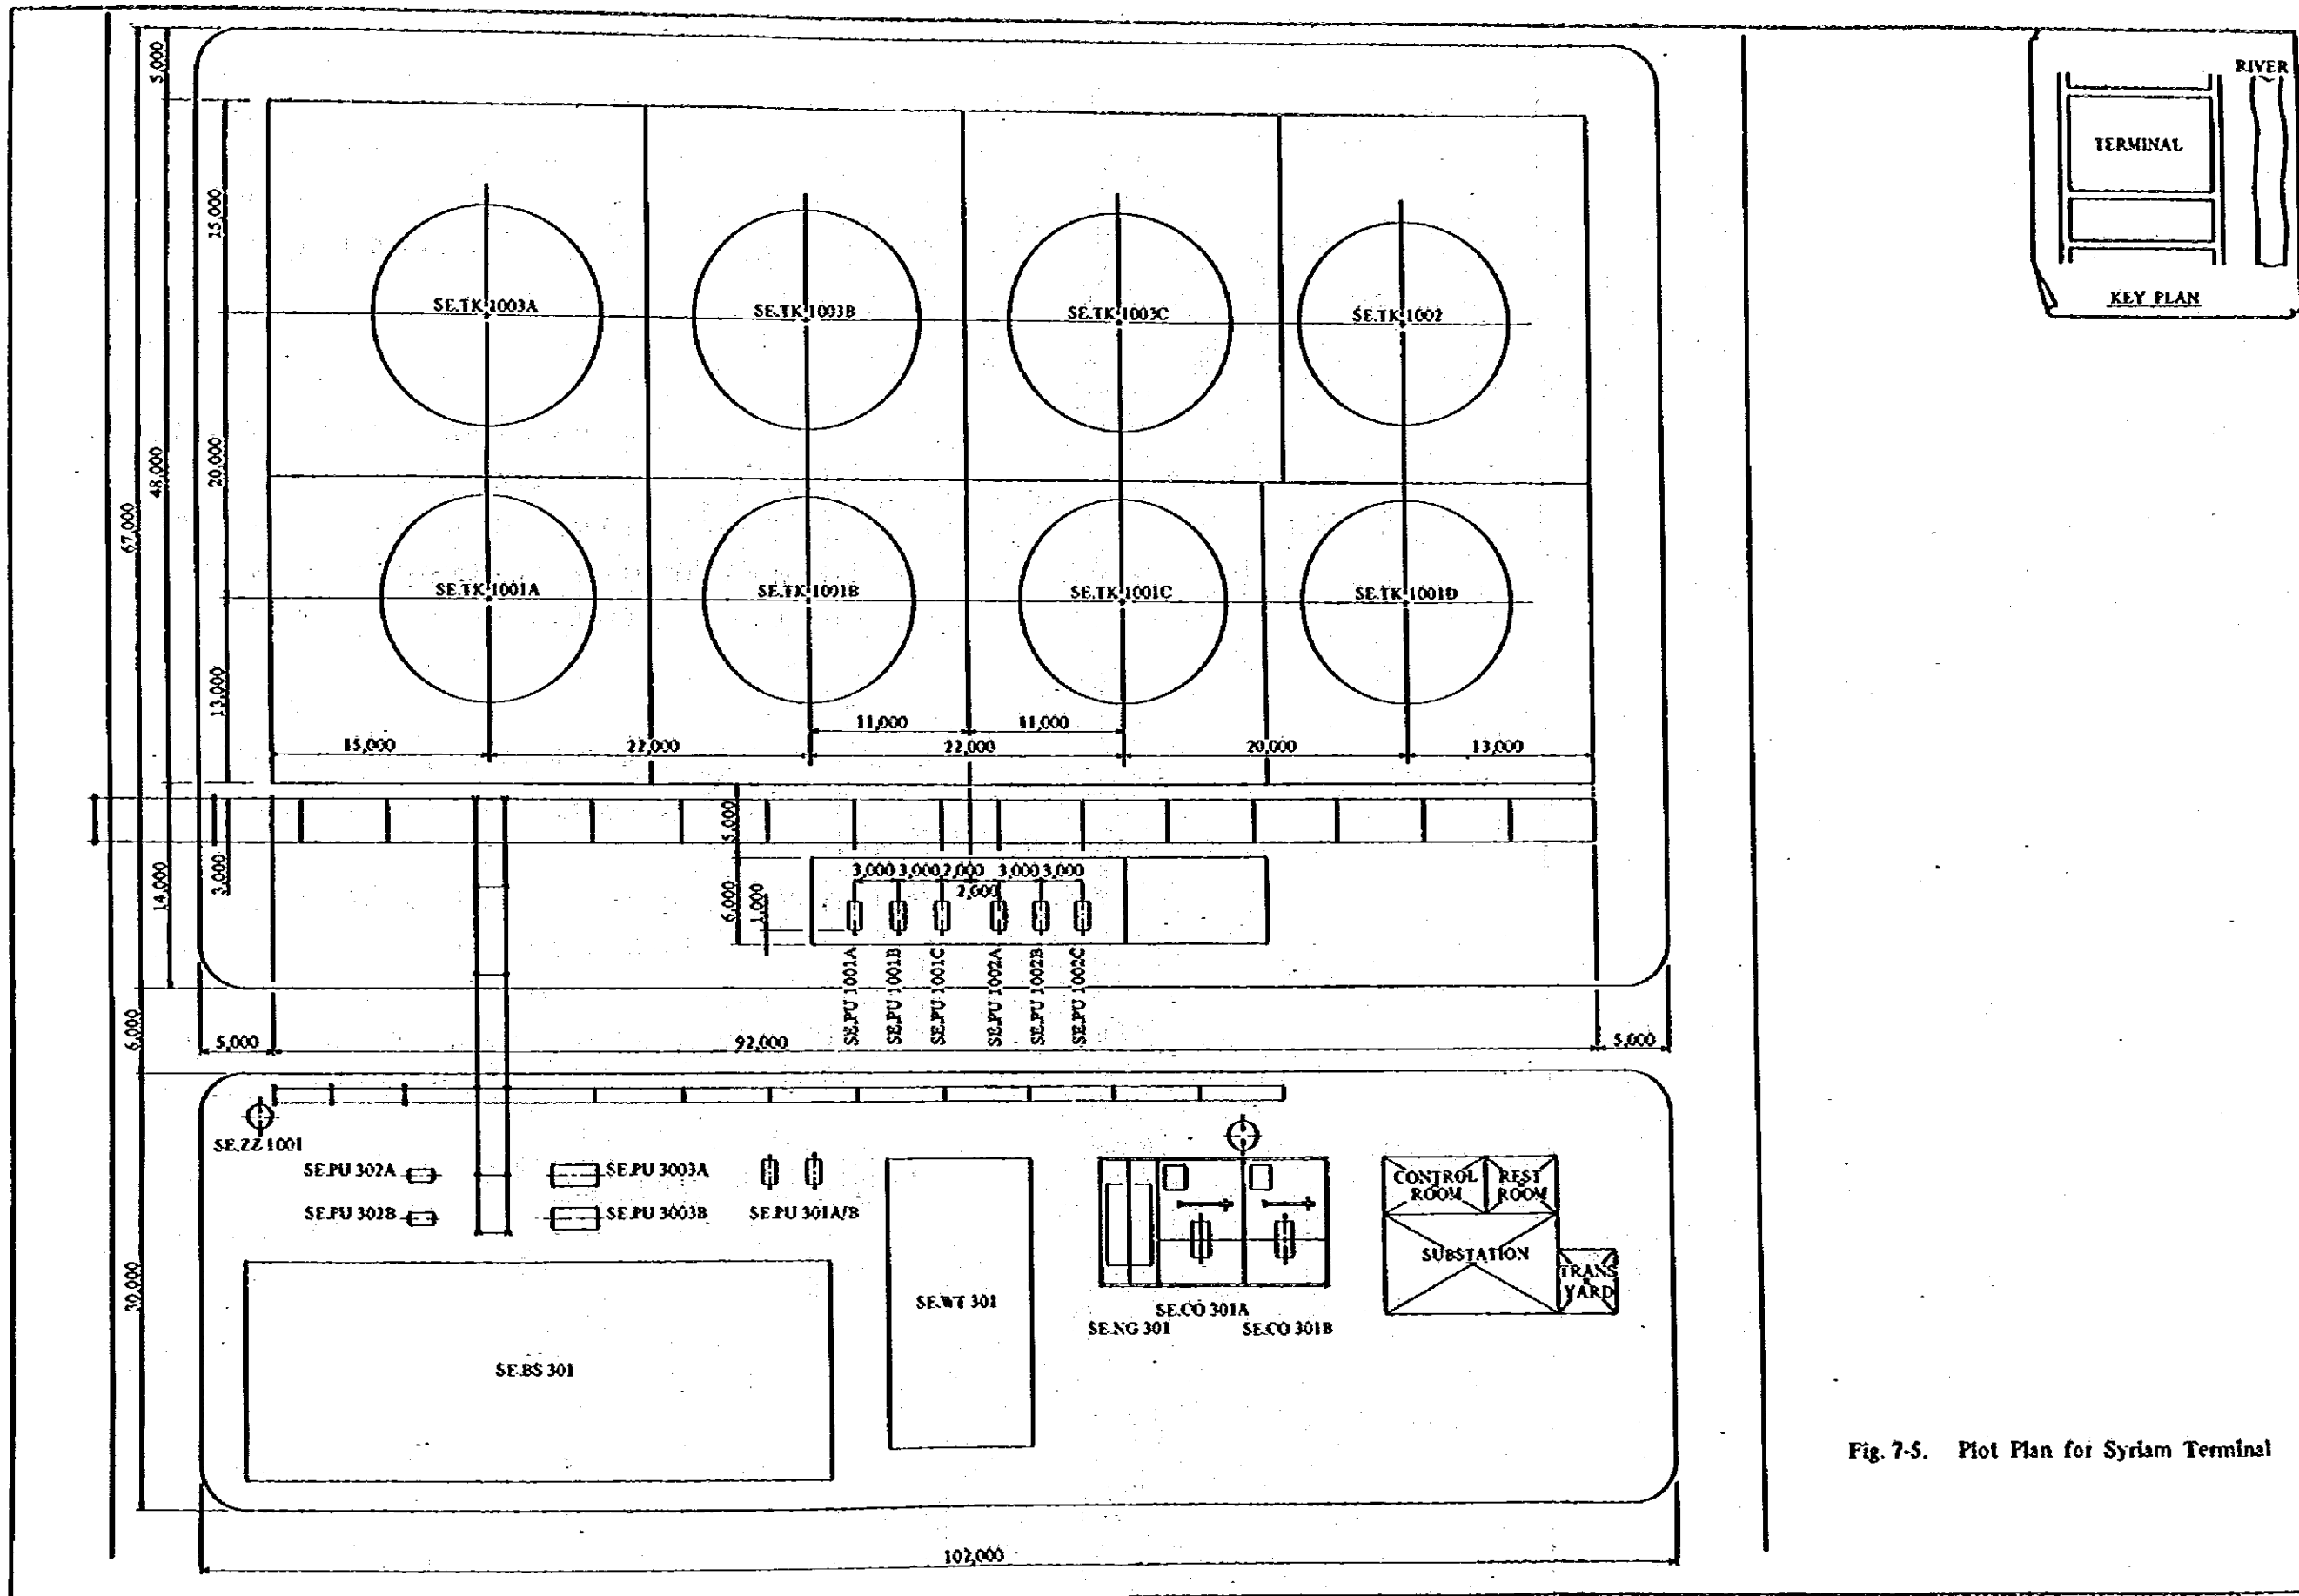 RIVER
TERMINAL
KEY PLAN
5,000
15,000
20,000
48,000
67,000
13,000
SE.TK 1003A
SE.TK 1003B
SE.TK 1003C
SE.TK 1002
SE.TK 1001A
SE.TK 1001B
SE.TK 1001C
SE.TK 1001D
11,000
11,000
15,000
22,000
22,000
20,000
13,000
5,000
3,000
14,000
6,000
1,000
3,000
3,000
2,000
3,000
3,000
2,000
SE.PU 1001A
SE.PU 1001B
SE.PU 1001C
SE.PU 1002A
SE.PU 1002B
SE.PU 1002C
6,000
5,000
92,000
5,000
SE.ZZ 1001
SE.PU 302A
SE.PU 3003A
SE.PU 302B
SE.PU 3003B
SE.PU 301A/B
CONTROL
ROOM
REST
ROOM
SUBSTATION
TRANS
YARD
30,000
SE.WT 301
SE.CO 301A
SE.NG 301
SE.CO 301B
SE.BS 301
102,000
Fig. 7-5. Plot Plan for Syriam Terminal